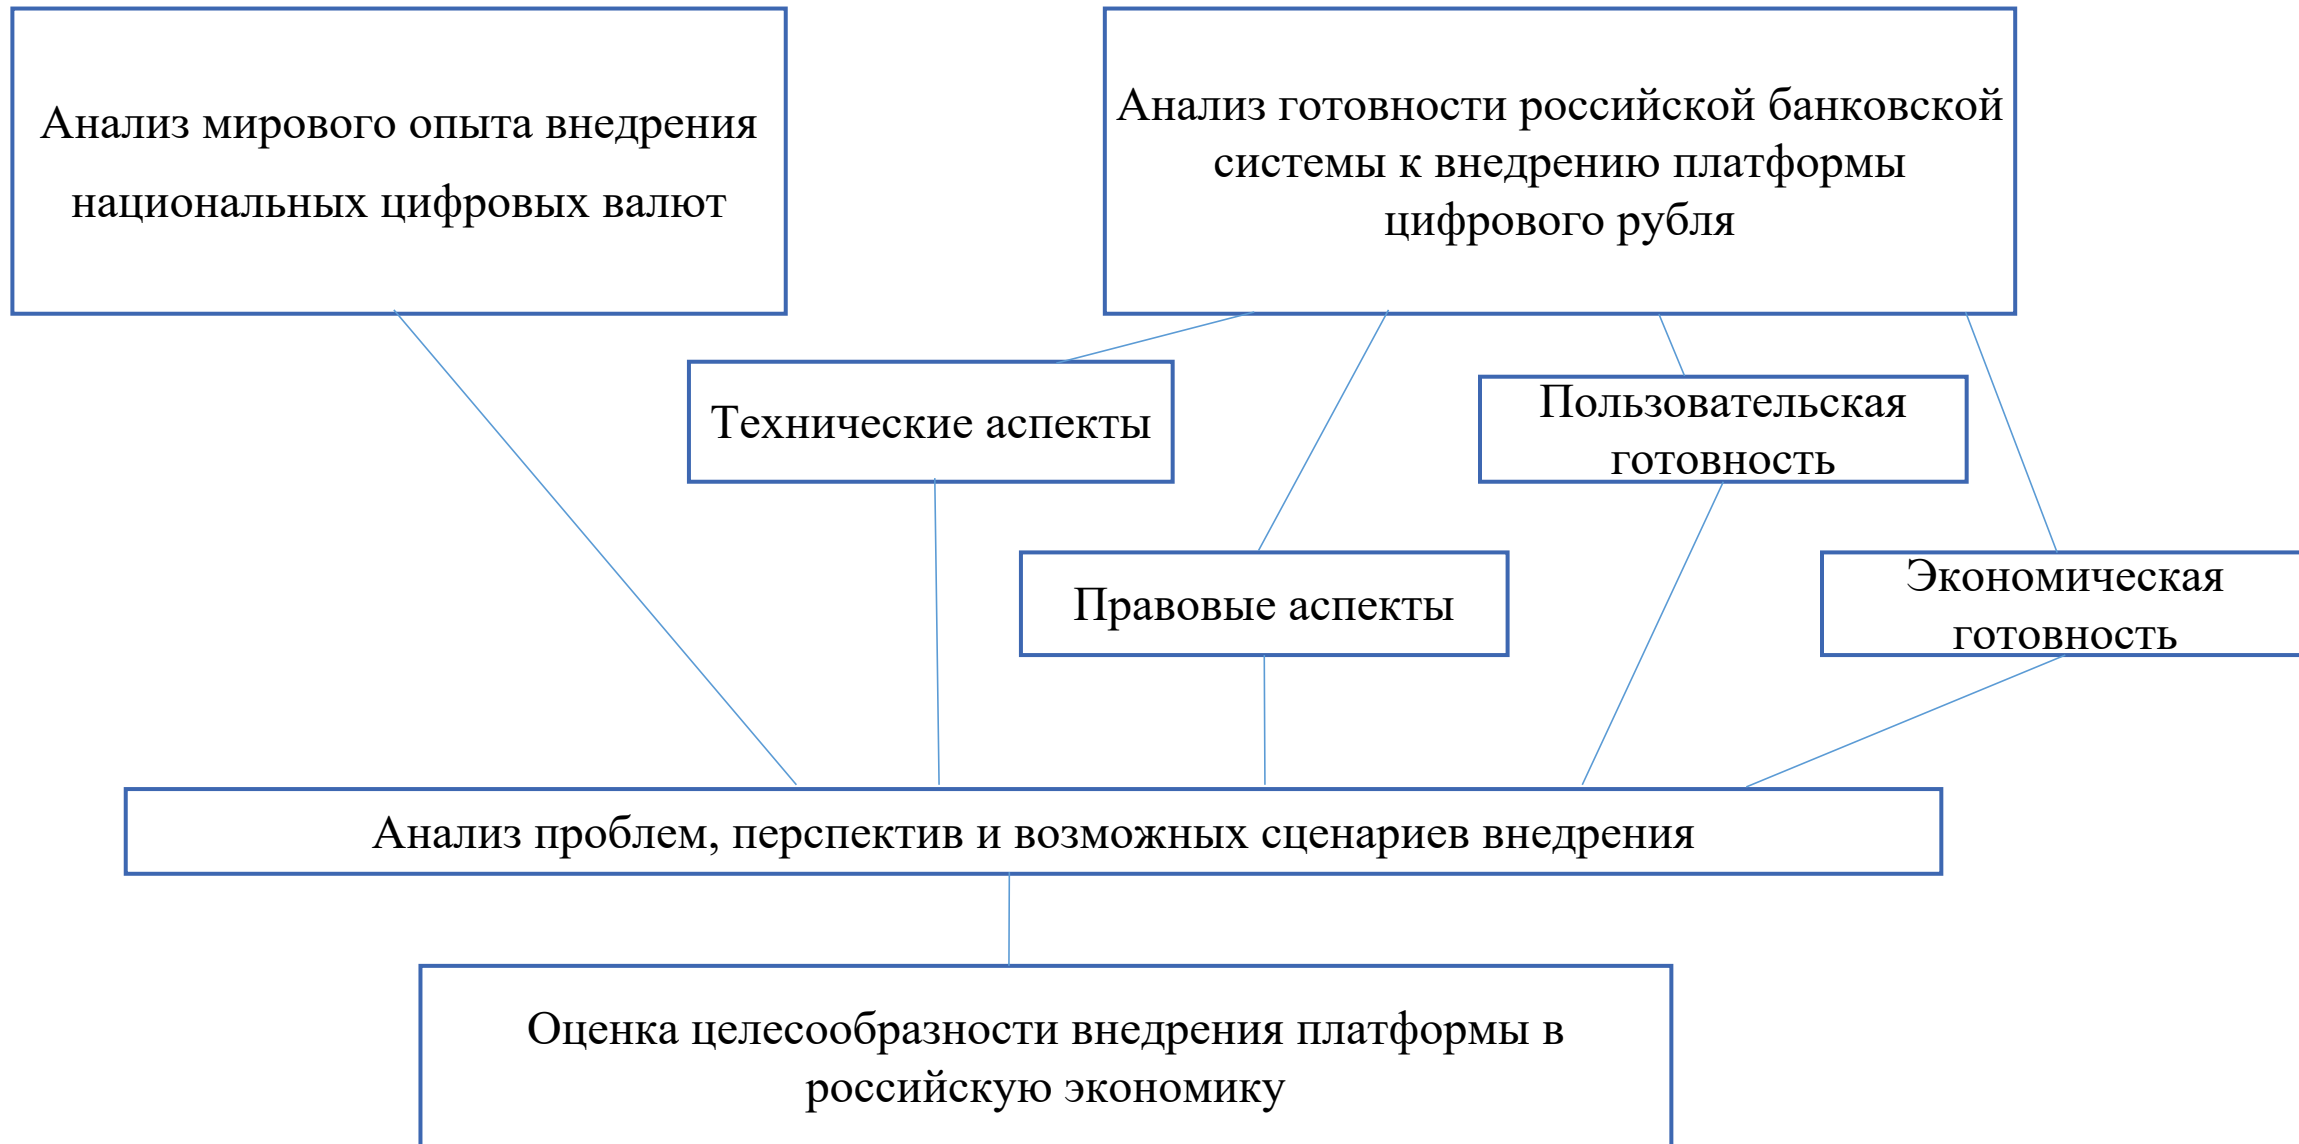 Анализ мирового опыта внедрения
национальных цифровых валют
Анализ готовности российской банковской
системы к внедрению платформы
цифрового рубля
Технические аспекты
Пользовательская
готовность
Правовые аспекты
Экономическая
готовность
Анализ проблем, перспектив и возможных сценариев внедрения
Оценка целесообразности внедрения платформы в
российскую экономику